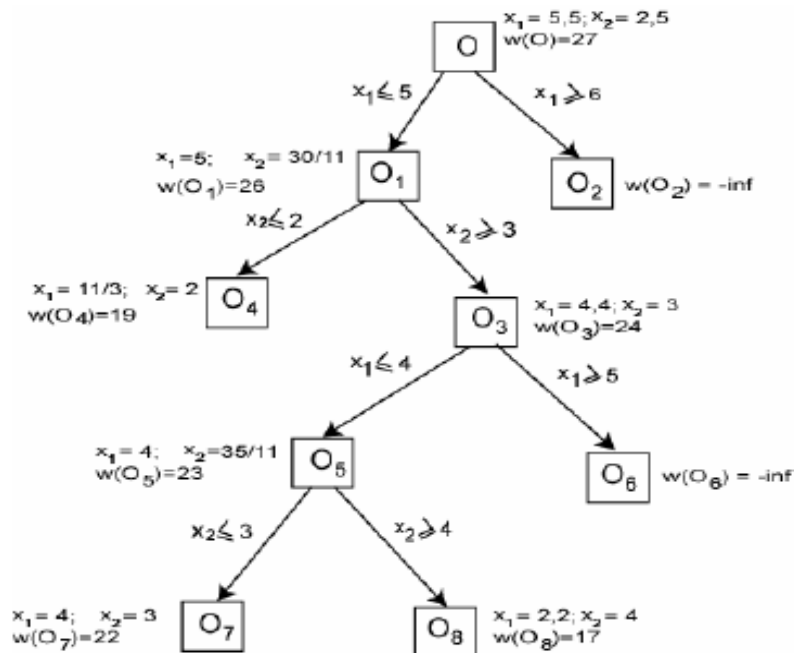 x₁= 5,5; x₂= 2,5
w(O)=27
O
x₁⩽5
x₁⩾6
x₁=5; x₂= 30/11
w(O₁)=26
O₁
O₂
w(O₂) = -inf
x₂⩽2
x₂⩾3
x₁= 11/3; x₂= 2
w(O₄)=19
O₄
O₃
x₁= 4,4; x₂= 3
w(O₃)=24
x₁⩽4
x₁⩾5
x₁= 4; x₂=35/11
w(O₅)=23
O₅
O₆
w(O₆) = -inf
x₂⩽3
x₂⩾4
x₁= 4; x₂= 3
w(O₇)=22
O₇
O₈
x₁= 2,2; x₂= 4
w(O₈)=17